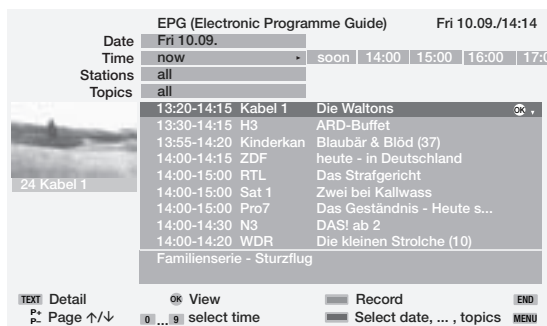 EPG (Electronic Programme Guide) Fri 10.09./14:14
Date Fri 10.09.
Time now soon 14:00 15:00 16:00 17:0
Stations all
Topics all
13:20-14:15 Kabel 1 Die Waltons OK
13:30-14:15 H3 ARD-Buffet
13:55-14:20 Kinderkan Blaubär & Blöd (37)
14:00-14:15 ZDF heute - in Deutschland
14:00-15:00 RTL Das Strafgericht
24 Kabel 1
14:00-15:00 Sat 1 Zwei bei Kallwass
14:00-15:00 Pro7 Das Geständnis - Heute s...
14:00-14:30 N3 DAS! ab 2
14:00-14:20 WDR Die kleinen Strolche (10)
Familienserie - Sturzflug
TEXT Detail OK View Record END
P+ P– Page ↑/↓ 0 ... 9 select time Select date, ... , topics MENU